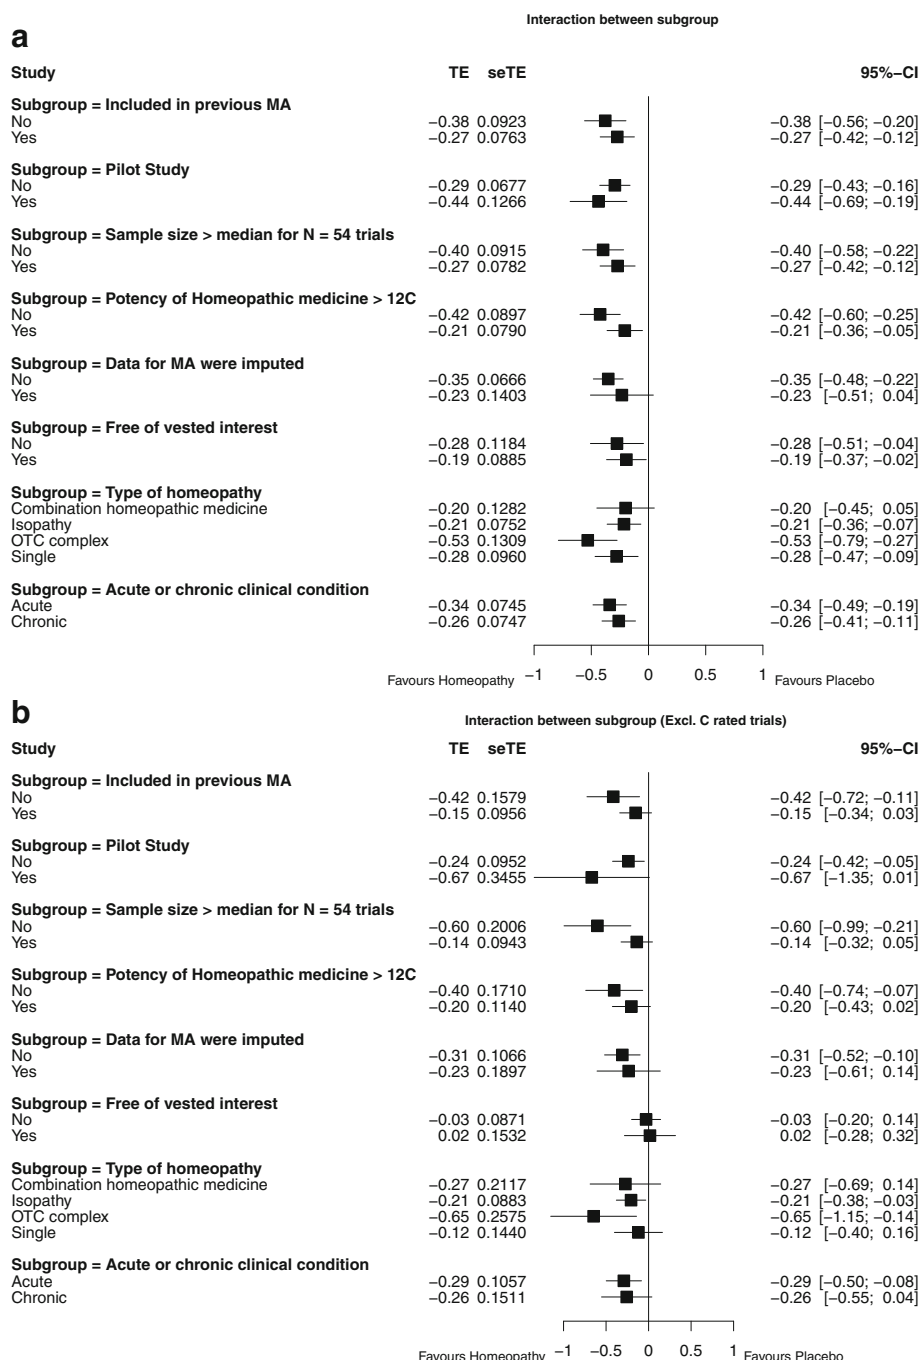 Interaction between subgroup
a
Study TE seTE 95%−CI
Subgroup = Included in previous MA
No −0.38 0.0923 −0.38 [−0.56; −0.20]
Yes −0.27 0.0763 −0.27 [−0.42; −0.12]
Subgroup = Pilot Study
No −0.29 0.0677 −0.29 [−0.43; −0.16]
Yes −0.44 0.1266 −0.44 [−0.69; −0.19]
Subgroup = Sample size > median for N = 54 trials
No −0.40 0.0915 −0.40 [−0.58; −0.22]
Yes −0.27 0.0782 −0.27 [−0.42; −0.12]
Subgroup = Potency of Homeopathic medicine > 12C
No −0.42 0.0897 −0.42 [−0.60; −0.25]
Yes −0.21 0.0790 −0.21 [−0.36; −0.05]
Subgroup = Data for MA were imputed
No −0.35 0.0666 −0.35 [−0.48; −0.22]
Yes −0.23 0.1403 −0.23 [−0.51; 0.04]
Subgroup = Free of vested interest
No −0.28 0.1184 −0.28 [−0.51; −0.04]
Yes −0.19 0.0885 −0.19 [−0.37; −0.02]
Subgroup = Type of homeopathy
Combination homeopathic medicine −0.20 0.1282 −0.20 [−0.45; 0.05]
Isopathy −0.21 0.0752 −0.21 [−0.36; −0.07]
OTC complex −0.53 0.1309 −0.53 [−0.79; −0.27]
Single −0.28 0.0960 −0.28 [−0.47; −0.09]
Subgroup = Acute or chronic clinical condition
Acute −0.34 0.0745 −0.34 [−0.49; −0.19]
Chronic −0.26 0.0747 −0.26 [−0.41; −0.11]
Favours Homeopathy −1 −0.5 0 0.5 1 Favours Placebo
b
Interaction between subgroup (Excl. C rated trials)
Study TE seTE 95%−CI
Subgroup = Included in previous MA
No −0.42 0.1579 −0.42 [−0.72; −0.11]
Yes −0.15 0.0956 −0.15 [−0.34; 0.03]
Subgroup = Pilot Study
No −0.24 0.0952 −0.24 [−0.42; −0.05]
Yes −0.67 0.3455 −0.67 [−1.35; 0.01]
Subgroup = Sample size > median for N = 54 trials
No −0.60 0.2006 −0.60 [−0.99; −0.21]
Yes −0.14 0.0943 −0.14 [−0.32; 0.05]
Subgroup = Potency of Homeopathic medicine > 12C
No −0.40 0.1710 −0.40 [−0.74; −0.07]
Yes −0.20 0.1140 −0.20 [−0.43; 0.02]
Subgroup = Data for MA were imputed
No −0.31 0.1066 −0.31 [−0.52; −0.10]
Yes −0.23 0.1897 −0.23 [−0.61; 0.14]
Subgroup = Free of vested interest
No −0.03 0.0871 −0.03 [−0.20; 0.14]
Yes 0.02 0.1532 0.02 [−0.28; 0.32]
Subgroup = Type of homeopathy
Combination homeopathic medicine −0.27 0.2117 −0.27 [−0.69; 0.14]
Isopathy −0.21 0.0883 −0.21 [−0.38; −0.03]
OTC complex −0.65 0.2575 −0.65 [−1.15; −0.14]
Single −0.12 0.1440 −0.12 [−0.40; 0.16]
Subgroup = Acute or chronic clinical condition
Acute −0.29 0.1057 −0.29 [−0.50; −0.08]
Chronic −0.26 0.1511 −0.26 [−0.55; 0.04]
Favours Homeopathy −1 −0.5 0 0.5 1 Favours Placebo